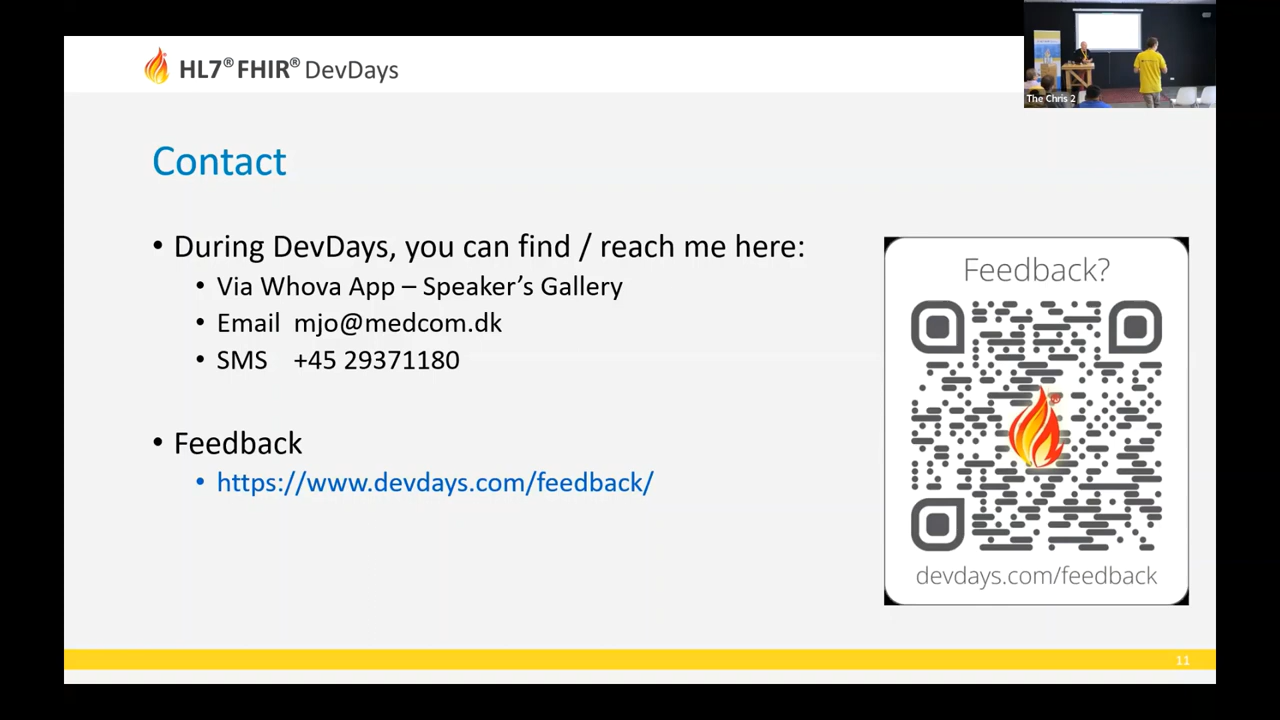 HL7® FHIR® DevDays
The Chris 2
Contact
• During DevDays, you can find / reach me here:
• Via Whova App – Speaker’s Gallery
• Email mjo@medcom.dk
• SMS +45 29371180
• Feedback
• https://www.devdays.com/feedback/
Feedback?
devdays.com/feedback
11